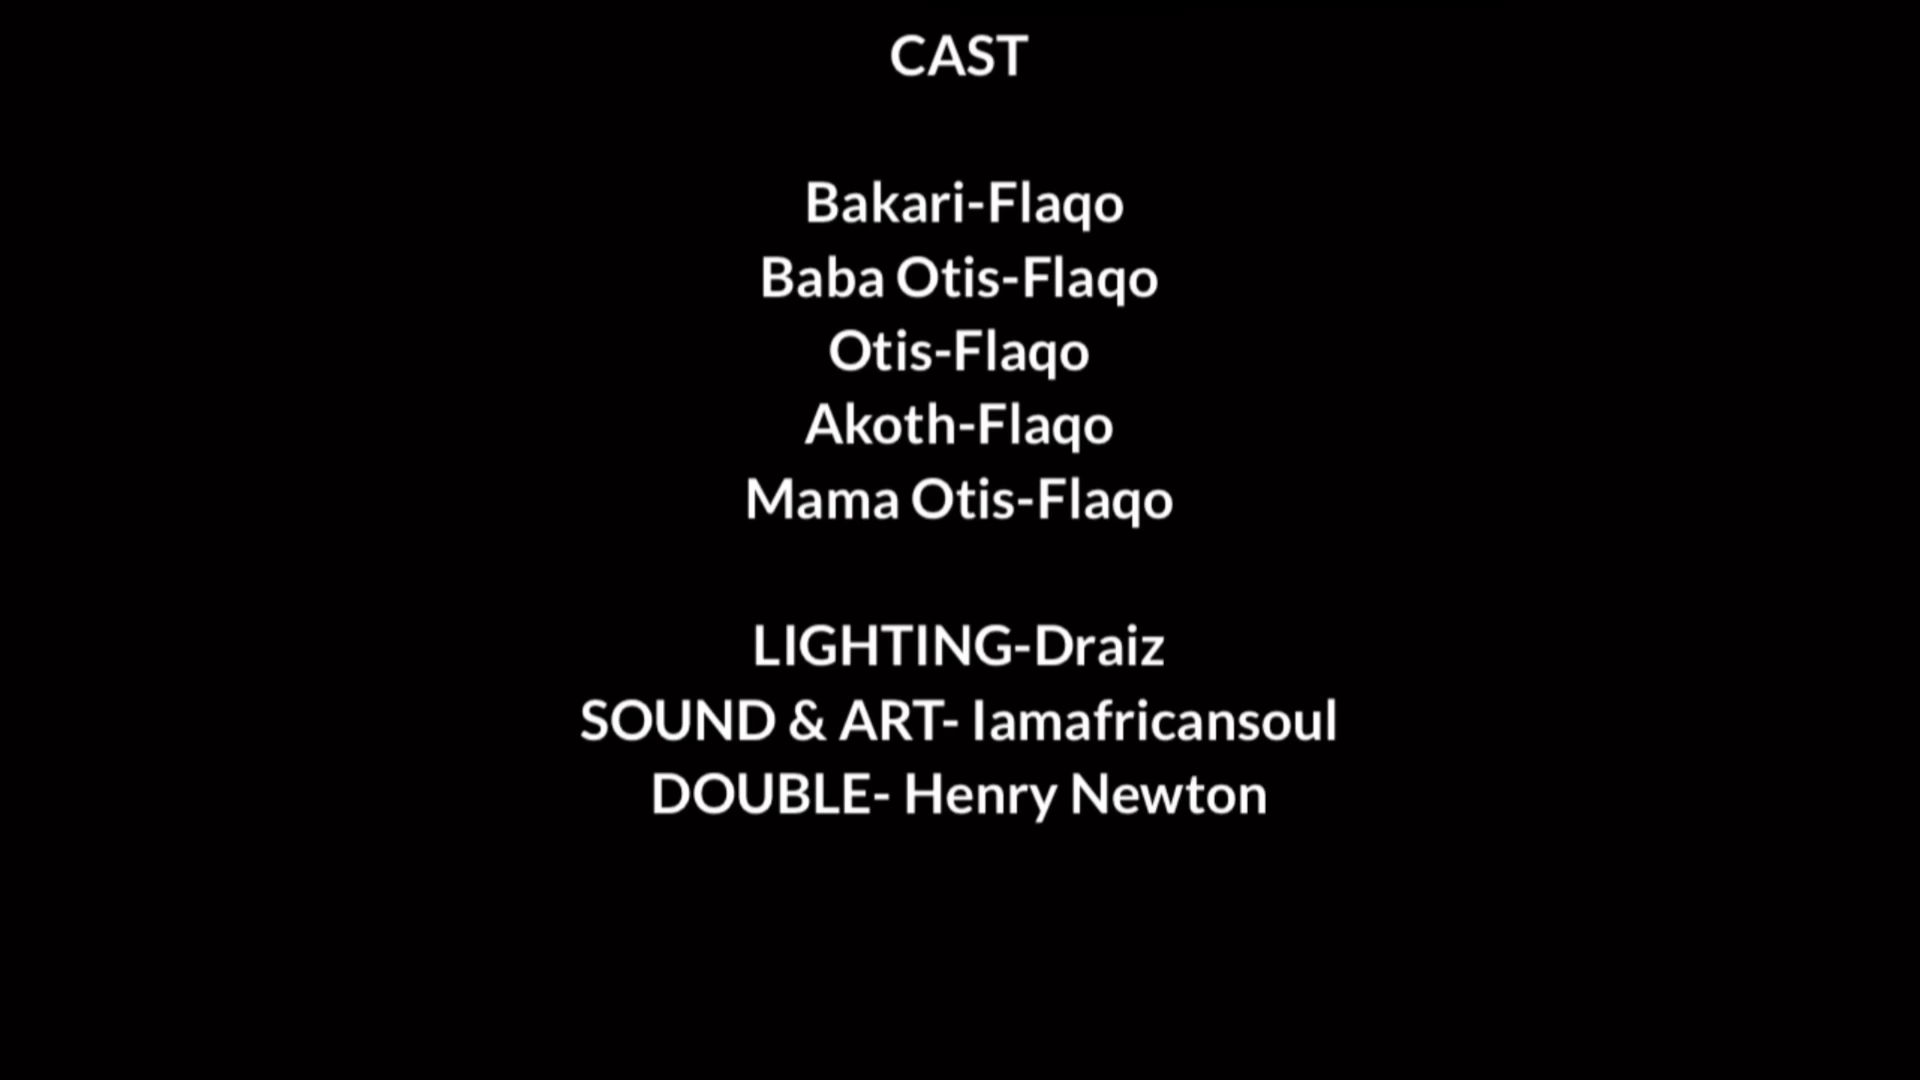 CAST
Bakari-Flaqo
Baba Otis-Flaqo
Otis-Flaqo
Akoth-Flaqo
Mama Otis-Flaqo
LIGHTING-Draiz
SOUND & ART- Iamafricansoul
DOUBLE- Henry Newton